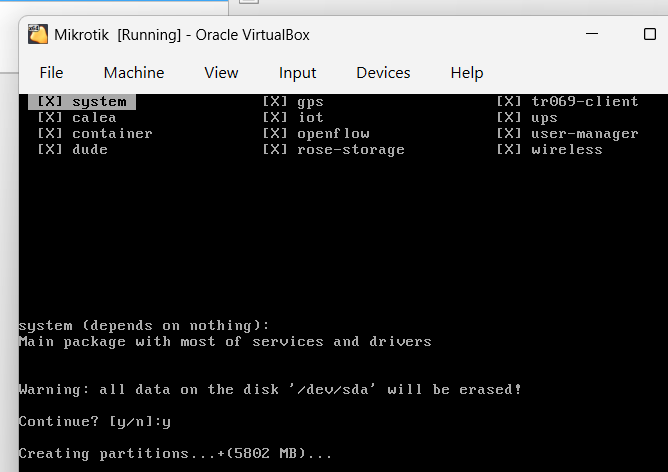 Mikrotik [Running] - Oracle VirtualBox
File Machine View Input Devices Help
[X] system [X] gps [X] tr069-client
[X] calea [X] iot [X] ups
[X] container [X] openflow [X] user-manager
[X] dude [X] rose-storage [X] wireless
system (depends on nothing):
Main package with most of services and drivers
Warning: all data on the disk '/dev/sda' will be erased!
Continue? [y/n]:y
Creating partitions...+(5802 MB)...